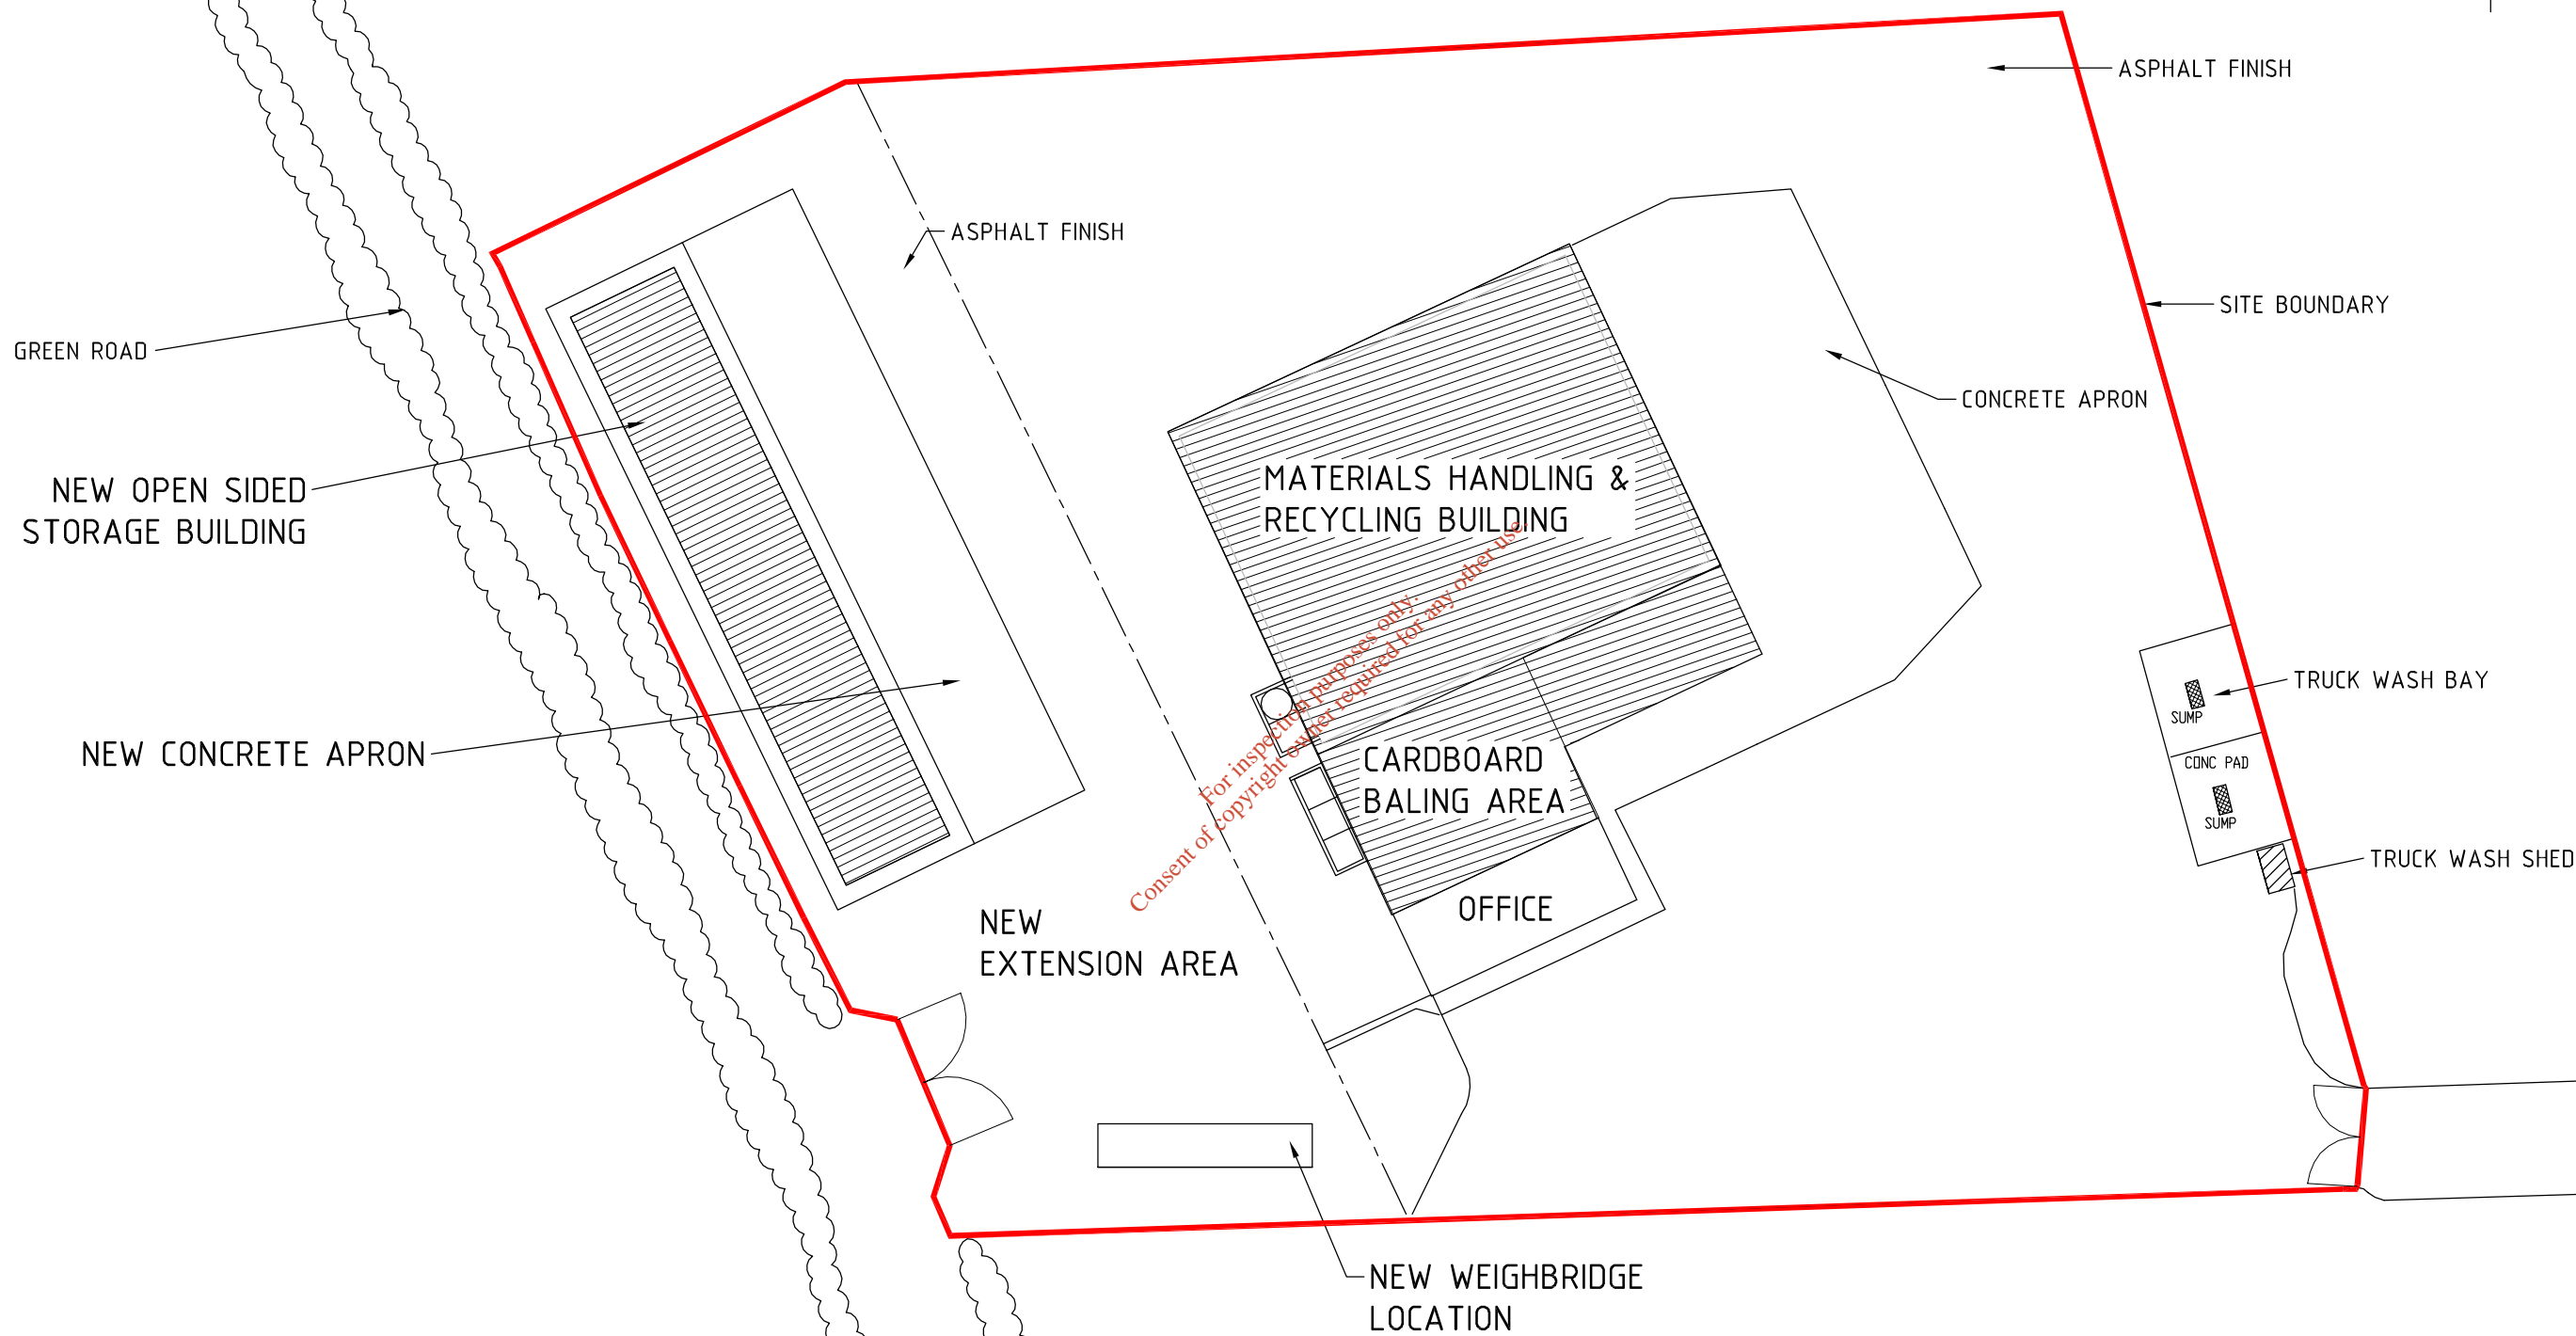 ASPHALT FINISH
ASPHALT FINISH
SITE BOUNDARY
GREEN ROAD
CONCRETE APRON
NEW OPEN SIDED
STORAGE BUILDING
MATERIALS HANDLING &
RECYCLING BUILDING
For inspection purposes only.
Consent of copyright owner required for any other use.
TRUCK WASH BAY
SUMP
NEW CONCRETE APRON
CARDBOARD
BALING AREA
CONC PAD
SUMP
TRUCK WASH SHED
NEW
EXTENSION AREA
OFFICE
NEW WEIGHBRIDGE
LOCATION